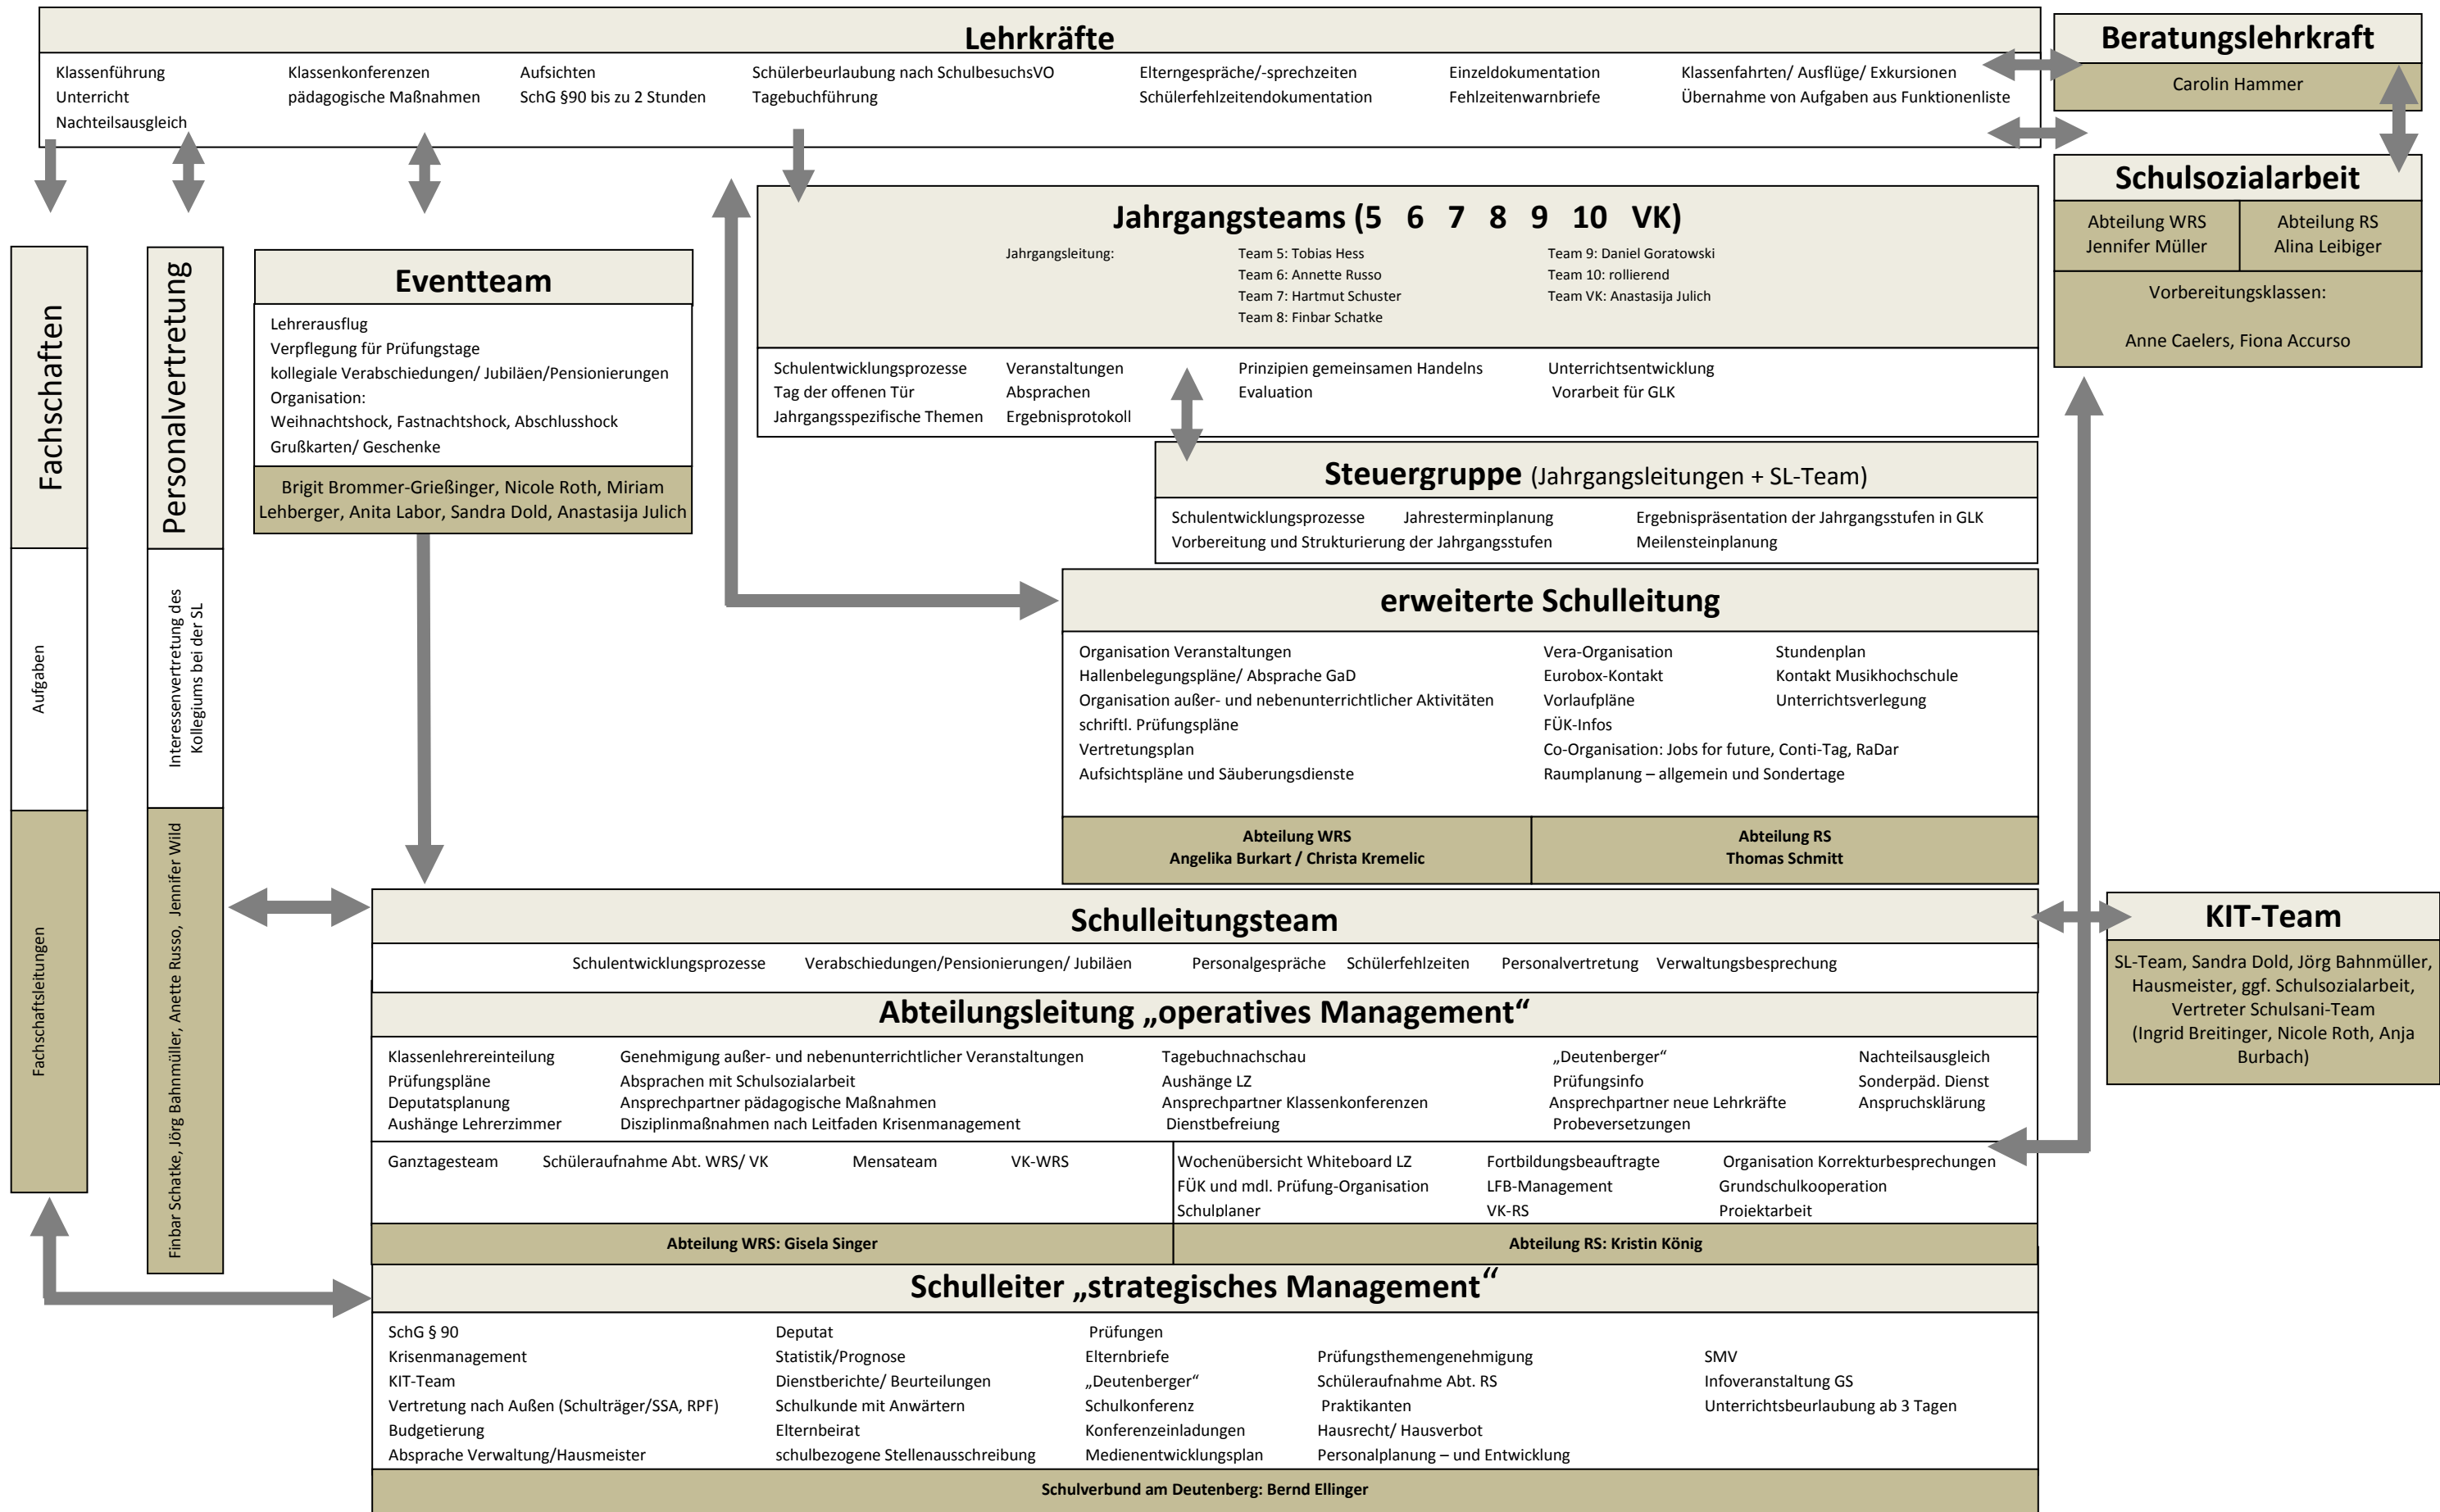 Lehrkräfte
Klassenführung
Unterricht
Nachteilsausgleich
Klassenkonferenzen
pädagogische Maßnahmen
Aufsichten
SchG §90 bis zu 2 Stunden
Schülerbeurlaubung nach SchulbesuchsVO
Tagebuchführung
Elterngespräche/-sprechzeiten
Schülerfehlzeitendokumentation
Einzeldokumentation
Fehlzeitenwarnbriefe
Klassenfahrten/ Ausflüge/ Exkursionen
Übernahme von Aufgaben aus Funktionenliste
Beratungslehrkraft
Carolin Hammer
Schulsozialarbeit
Abteilung WRS
Jennifer Müller
Abteilung RS
Alina Leibiger
Vorbereitungsklassen:
Anne Caelers, Fiona Accurso
Fachschaften
Aufgaben
Fachschaftsleitungen
Personalvertretung
Interessenvertretung des
Kollegiums bei der SL
Finbar Schatke, Jörg Bahnmüller, Anette Russo, Jennifer Wild
Eventteam
Lehrerausflug
Verpflegung für Prüfungstage
kollegiale Verabschiedungen/ Jubiläen/Pensionierungen
Organisation:
Weihnachtshock, Fastnachtshock, Abschlusshock
Grußkarten/ Geschenke
Brigit Brommer-Grießinger, Nicole Roth, Miriam
Lehberger, Anita Labor, Sandra Dold, Anastasija Julich
Jahrgangsteams (5 6 7 8 9 10 VK)
Jahrgangsleitung:
Team 5: Tobias Hess
Team 6: Annette Russo
Team 7: Hartmut Schuster
Team 8: Finbar Schatke
Team 9: Daniel Goratowski
Team 10: rollierend
Team VK: Anastasija Julich
Schulentwicklungsprozesse
Tag der offenen Tür
Jahrgangsspezifische Themen
Veranstaltungen
Absprachen
Ergebnisprotokoll
Prinzipien gemeinsamen Handelns
Evaluation
Unterrichtsentwicklung
Vorarbeit für GLK
Steuergruppe (Jahrgangsleitungen + SL-Team)
Schulentwicklungsprozesse Jahresterminplanung Ergebnispräsentation der Jahrgangsstufen in GLK
Vorbereitung und Strukturierung der Jahrgangsstufen Meilensteinplanung
erweiterte Schulleitung
Organisation Veranstaltungen
Hallenbelegungspläne/ Absprache GaD
Organisation außer- und nebenunterrichtlicher Aktivitäten
schriftl. Prüfungspläne
Vertretungsplan
Aufsichtspläne und Säuberungsdienste
Vera-Organisation
Eurobox-Kontakt
Vorlaufpläne
FÜK-Infos
Co-Organisation: Jobs for future, Conti-Tag, RaDar
Raumplanung – allgemein und Sondertage
Stundenplan
Kontakt Musikhochschule
Unterrichtsverlegung
Abteilung WRS
Angelika Burkart / Christa Kremelic
Abteilung RS
Thomas Schmitt
Schulleitungsteam
Schulentwicklungsprozesse Verabschiedungen/Pensionierungen/ Jubiläen Personalgespräche Schülerfehlzeiten Personalvertretung Verwaltungsbesprechung
KIT-Team
SL-Team, Sandra Dold, Jörg Bahnmüller,
Hausmeister, ggf. Schulsozialarbeit,
Vertreter Schulsani-Team
(Ingrid Breitinger, Nicole Roth, Anja
Burbach)
Abteilungsleitung „operatives Management“
Klassenlehrereinteilung Genehmigung außer- und nebenunterrichtlicher Veranstaltungen Tagebuchnachschau „Deutenberger“ Nachteilsausgleich
Prüfungspläne Absprachen mit Schulsozialarbeit Aushänge LZ Prüfungsinfo Sonderpäd. Dienst
Deputatsplanung Ansprechpartner pädagogische Maßnahmen Ansprechpartner Klassenkonferenzen Ansprechpartner neue Lehrkräfte Anspruchsklärung
Aushänge Lehrerzimmer Disziplinmaßnahmen nach Leitfaden Krisenmanagement Dienstbefreiung Probeversetzungen
Ganztagesteam Schüleraufnahme Abt. WRS/ VK Mensateam VK-WRS
Wochenübersicht Whiteboard LZ Fortbildungsbeauftragte Organisation Korrekturbesprechungen
FÜK und mdl. Prüfung-Organisation LFB-Management Grundschulkooperation
Schulplaner VK-RS Projektarbeit
Abteilung WRS: Gisela Singer
Abteilung RS: Kristin König
Schulleiter „strategisches Management“
SchG § 90 Deputat Prüfungen
Krisenmanagement Statistik/Prognose Elternbriefe Prüfungsthemengenehmigung SMV
KIT-Team Dienstberichte/ Beurteilungen „Deutenberger“ Schüleraufnahme Abt. RS Infoveranstaltung GS
Vertretung nach Außen (Schulträger/SSA, RPF) Schulkunde mit Anwärtern Schulkonferenz Praktikanten Unterrichtsbeurlaubung ab 3 Tagen
Budgetierung Elternbeirat Konferenzeinladungen Hausrecht/ Hausverbot
Absprache Verwaltung/Hausmeister schulbezogene Stellenausschreibung Medienentwicklungsplan Personalplanung – und Entwicklung
Schulverbund am Deutenberg: Bernd Ellinger